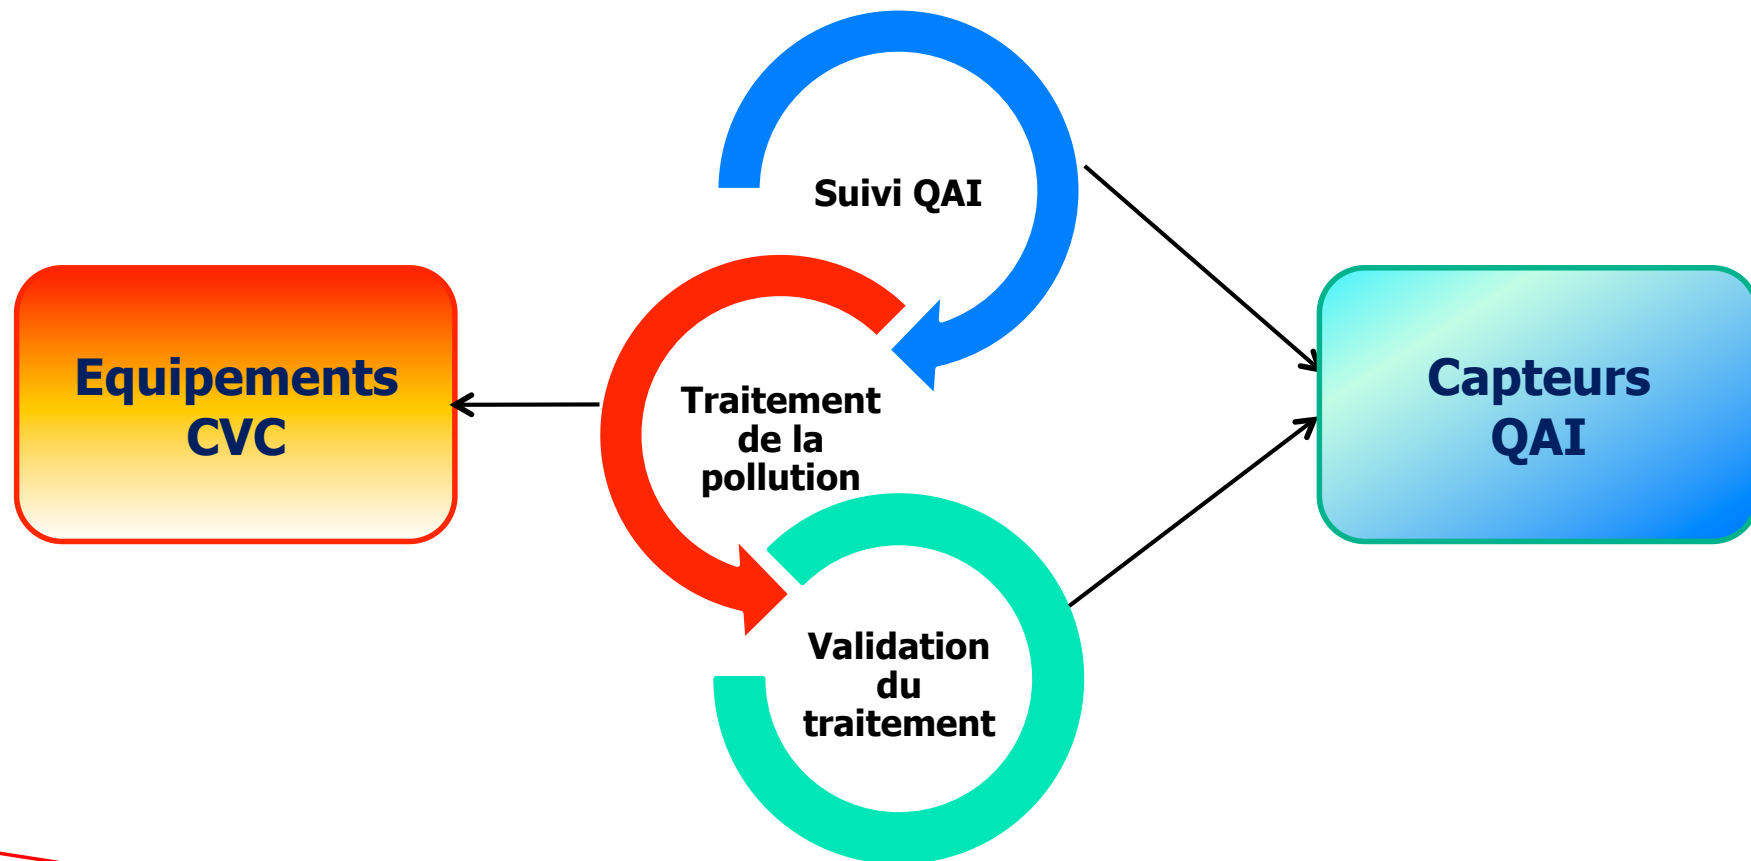 Suivi QAI
Equipements
CVC
Traitement
de la
pollution
Capteurs
QAI
Validation
du
traitement